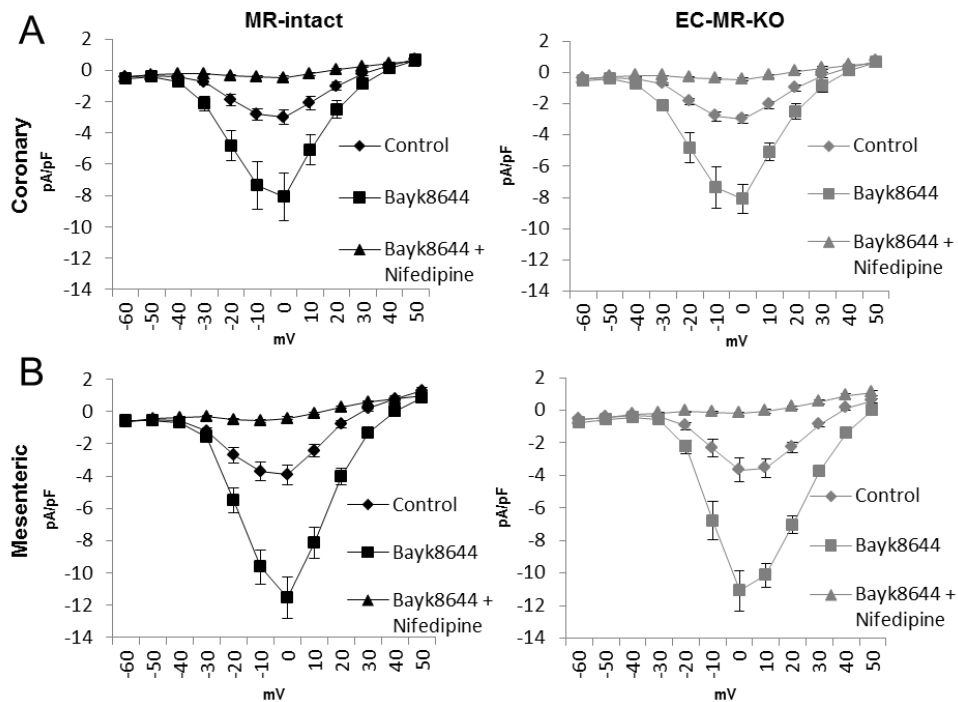 A
MR-intact
EC-MR-KO
Coronary
pA/pF
2
0
-2
-4
-6
-8
-10
-12
-14
Control
Bayk8644
Bayk8644 +
Nifedipine
-60 -50 -40 -30 -20 -10 0 10 20 30 40 50
mV
pA/pF
2
0
-2
-4
-6
-8
-10
-12
-14
Control
Bayk8644
Bayk8644 +
Nifedipine
-60 -50 -40 -30 -20 -10 0 10 20 30 40 50
mV
B
Mesenteric
pA/pF
2
0
-2
-4
-6
-8
-10
-12
-14
Control
Bayk8644
Bayk8644 +
Nifedipine
-60 -50 -40 -30 -20 -10 0 10 20 30 40 50
mV
pA/pF
2
0
-2
-4
-6
-8
-10
-12
-14
Control
Bayk8644
Bayk8644 +
Nifedipine
-60 -50 -40 -30 -20 -10 0 10 20 30 40 50
mV